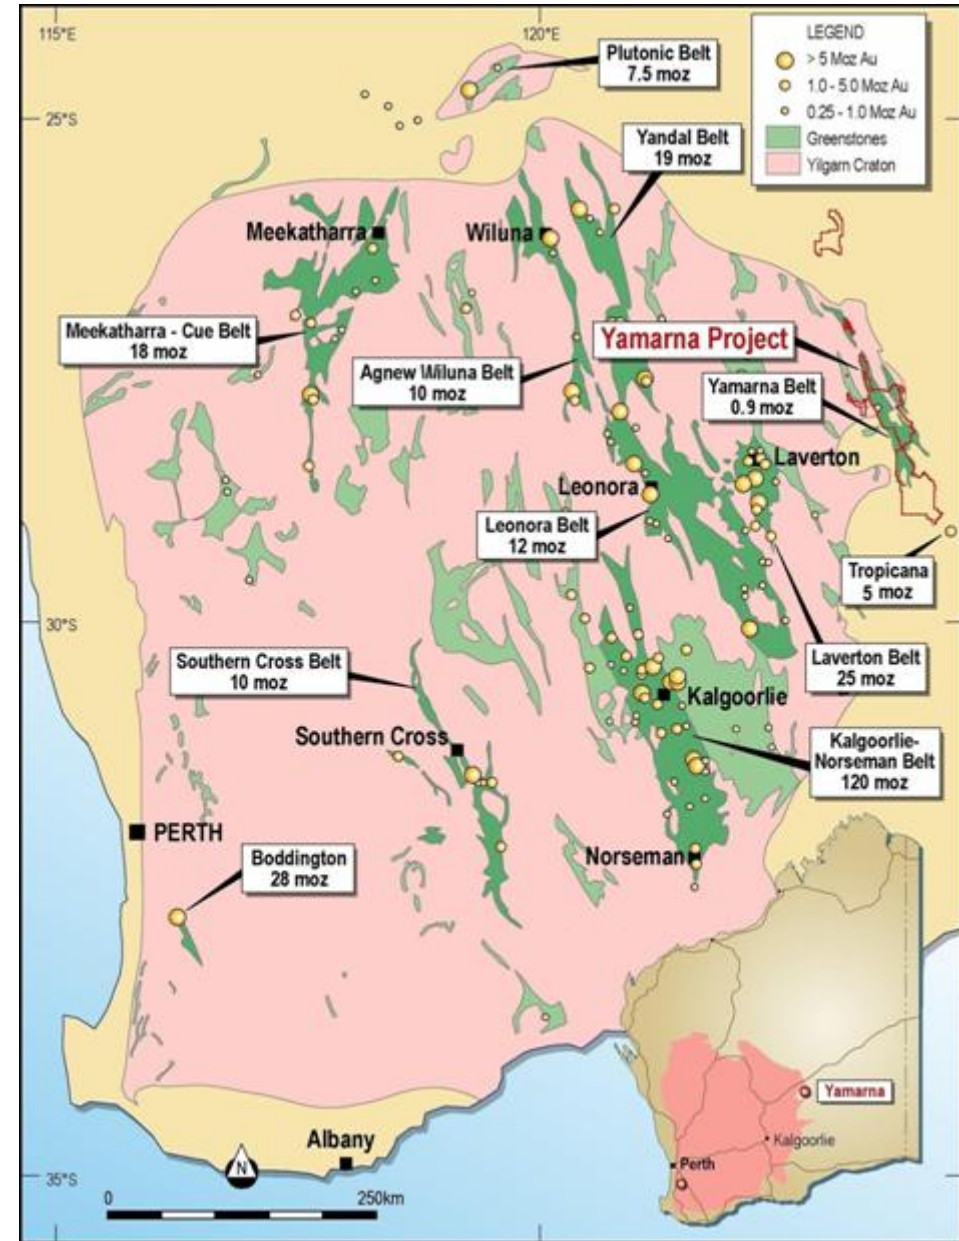 115°E
120°E
LEGEND
> 5 Moz Au
1.0 - 5.0 Moz Au
0.25 - 1.0 Moz Au
Greenstones
Yilgarn Craton
Plutonic Belt
7.5 moz
25°S
Yandal Belt
19 moz
Meekatharra
Wiluna
Meekatharra - Cue Belt
18 moz
Yamarna Project
Agnew Wiluna Belt
10 moz
Yamarna Belt
0.9 moz
Laverton
Leonora
Leonora Belt
12 moz
Tropicana
5 moz
30°S
Southern Cross Belt
10 moz
Laverton Belt
25 moz
Kalgoorlie
Southern Cross
Kalgoorlie-
Norseman Belt
120 moz
PERTH
Norseman
Boddington
28 moz
Yamarna
Kalgoorlie
Perth
Albany
N
35°S
0
250km